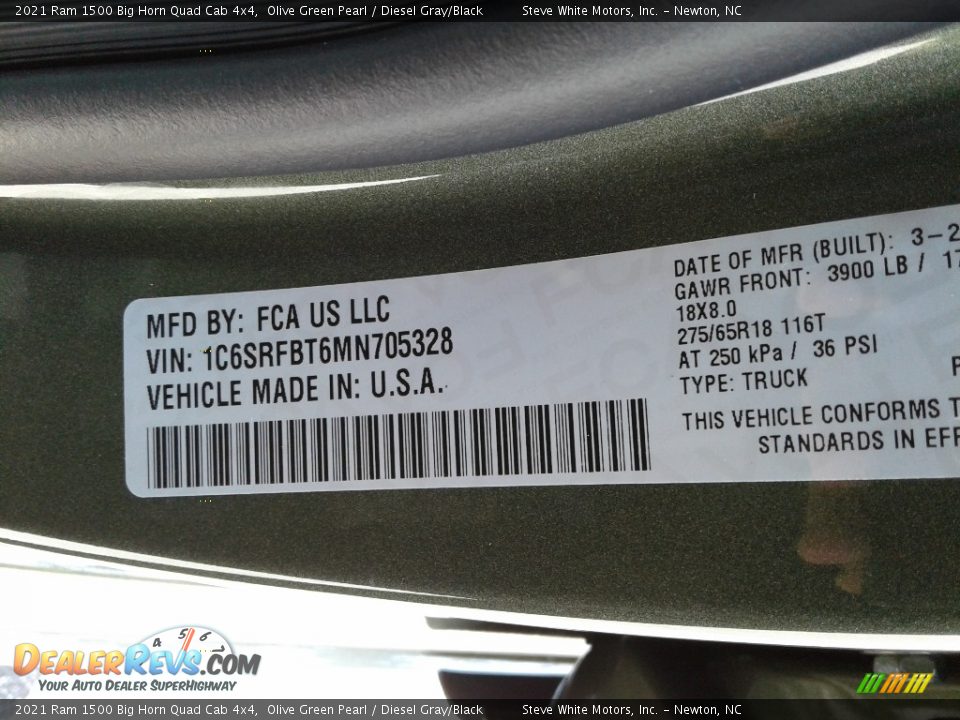 2021 Ram 1500 Big Horn Quad Cab 4x4, Olive Green Pearl / Diesel Gray/Black Steve White Motors, Inc. - Newton, NC
MFD BY: FCA US LLC
VIN: 1C6SRFBT6MN705328
VEHICLE MADE IN: U.S.A.
DATE OF MFR (BUILT): 3-2
GAWR FRONT: 3900 LB / 17
18X8.0
275/65R18 116T
AT 250 kPa / 36 PSI
TYPE: TRUCK
THIS VEHICLE CONFORMS T
STANDARDS IN EFF
4 5 6
DealerRevs.com
Your Auto Dealer SuperHighway
2021 Ram 1500 Big Horn Quad Cab 4x4, Olive Green Pearl / Diesel Gray/Black Steve White Motors, Inc. - Newton, NC